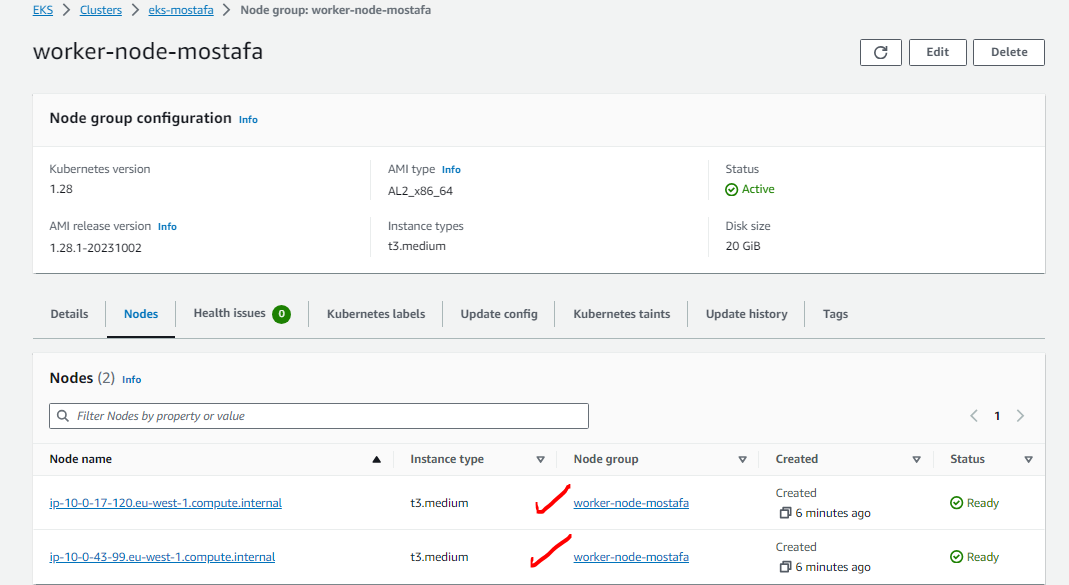 EKS > Clusters > eks-mostafa > Node group: worker-node-mostafa
worker-node-mostafa
Edit
Delete
Node group configuration Info
Kubernetes version
1.28
AMI type Info
AL2_x86_64
Status
Active
AMI release version Info
1.28.1-20231002
Instance types
t3.medium
Disk size
20 GiB
Details Nodes Health issues 0 Kubernetes labels Update config Kubernetes taints Update history Tags
Nodes (2) Info
Filter Nodes by property or value
1
Node name Instance type Node group Created Status
ip-10-0-17-120.eu-west-1.compute.internal t3.medium worker-node-mostafa Created
6 minutes ago Ready
ip-10-0-43-99.eu-west-1.compute.internal t3.medium worker-node-mostafa Created
6 minutes ago Ready